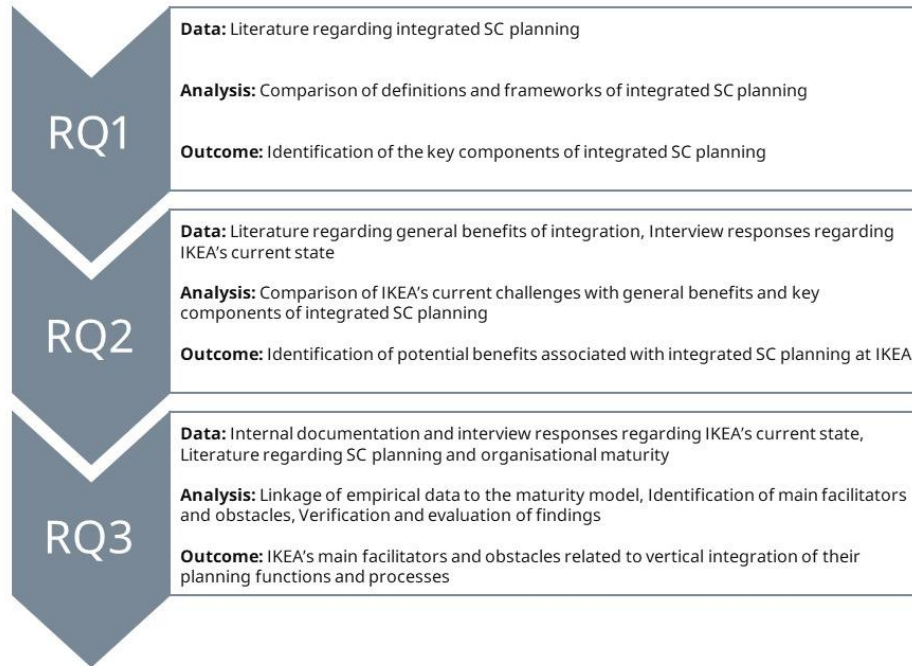 RQ1
Data: Literature regarding integrated SC planning
Analysis: Comparison of definitions and frameworks of integrated SC planning
Outcome: Identification of the key components of integrated SC planning
RQ2
Data: Literature regarding general benefits of integration, Interview responses regarding
IKEA's current state
Analysis: Comparison of IKEA's current challenges with general benefits and key
components of integrated SC planning
Outcome: Identification of potential benefits associated with integrated SC planning at IKEA
RQ3
Data: Internal documentation and interview responses regarding IKEA's current state,
Literature regarding SC planning and organisational maturity
Analysis: Linkage of empirical data to the maturity model, Identification of main facilitators
and obstacles, Verification and evaluation of findings
Outcome: IKEA's main facilitators and obstacles related to vertical integration of their
planning functions and processes